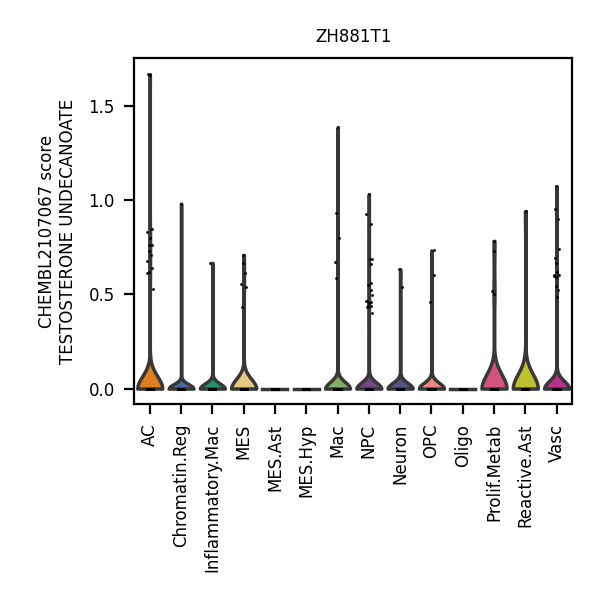 ZH881T1
CHEMBL2107067 score
TESTOSTERONE UNDECANOATE
1.5
1.0
0.5
0.0
AC
Chromatin.Reg
Inflammatory.Mac
MES
MES.Ast
MES.Hyp
Mac
NPC
Neuron
OPC
Oligo
Prolif.Metab
Reactive.Ast
Vasc